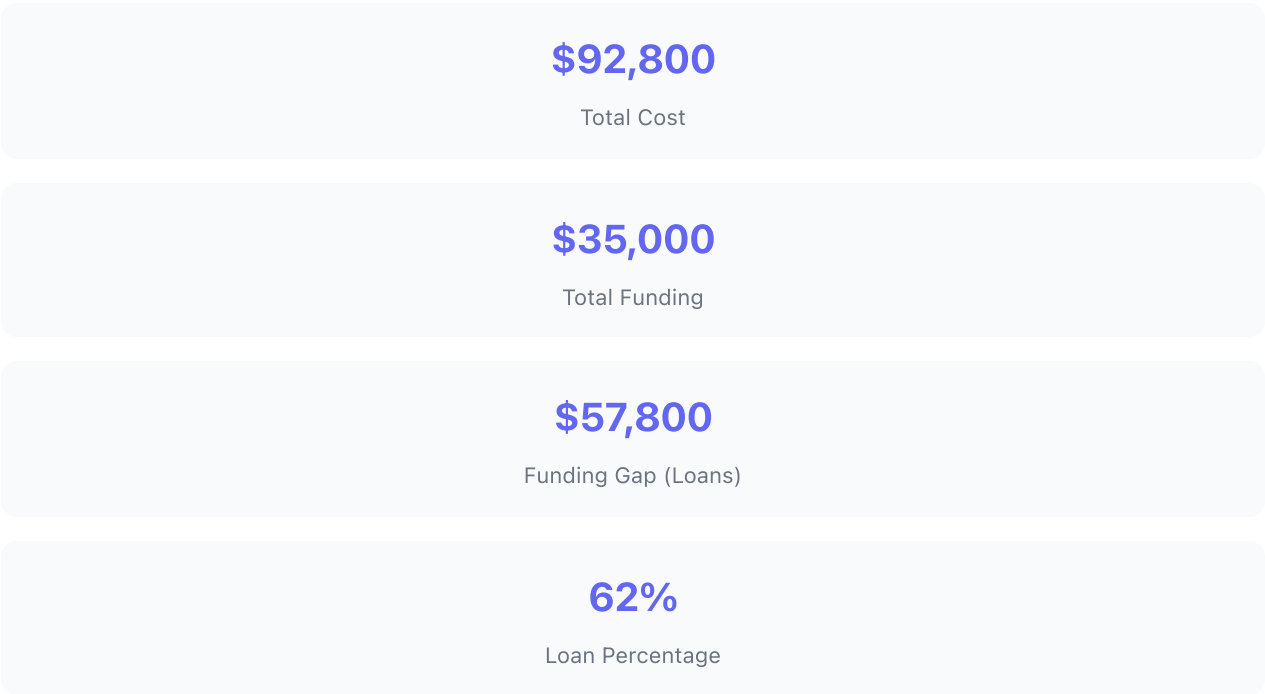 $92,800
Total Cost
$35,000
Total Funding
$57,800
Funding Gap (Loans)
62%
Loan Percentage